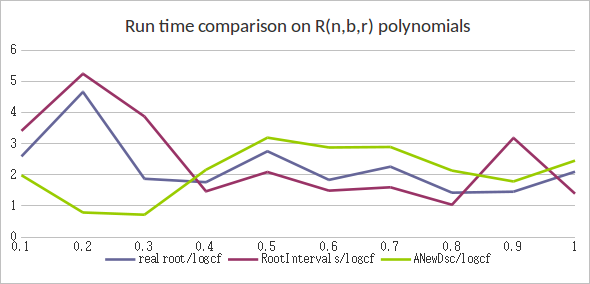 Run time comparison on R(n,b,r) polynomials
6
5
4
3
2
1
0
0.1 0.2 0.3 0.4 0.5 0.6 0.7 0.8 0.9 1
realroot/logcf RootIntervals/logcf ANewDsc/logcf